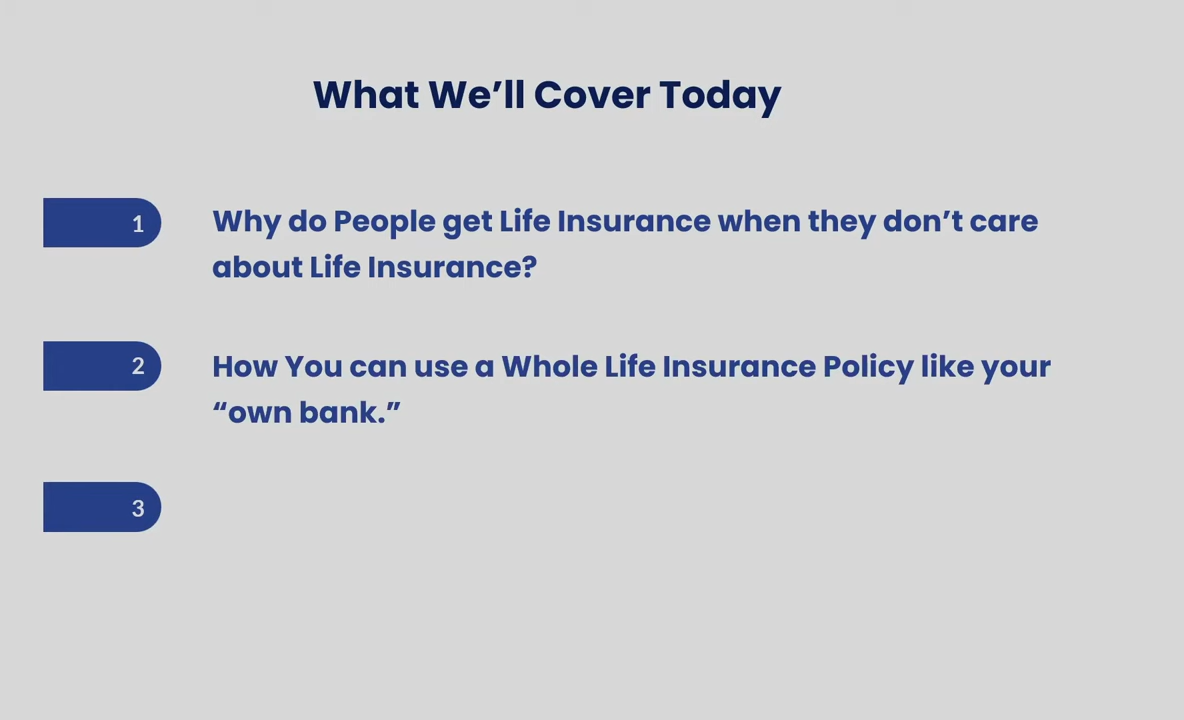 What We’ll Cover Today
1
Why do People get Life Insurance when they don’t care
about Life Insurance?
2
How You can use a Whole Life Insurance Policy like your
“own bank.”
3